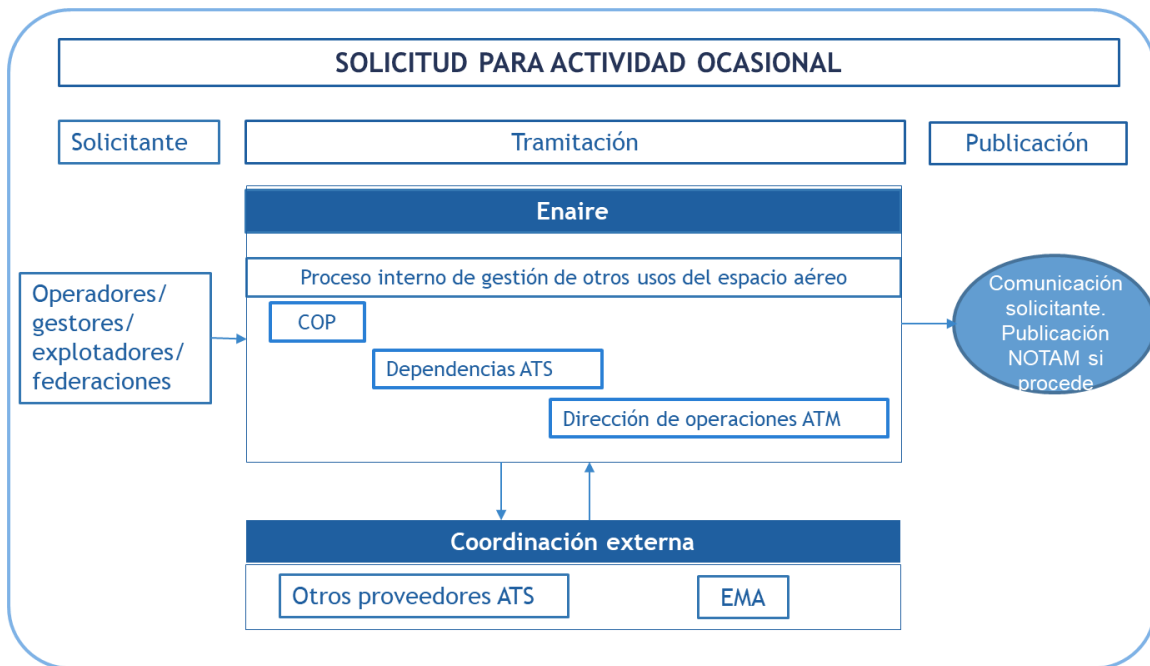 SOLICITUD PARA ACTIVIDAD OCASIONAL
Solicitante
Tramitación
Publicación
Enaire
Proceso interno de gestión de otros usos del espacio aéreo
Operadores/
gestores/
explotadores/
federaciones
COP
Dependencias ATS
Dirección de operaciones ATM
Comunicación
solicitante.
Publicación
NOTAM si
procede
Coordinación externa
Otros proveedores ATS
EMA